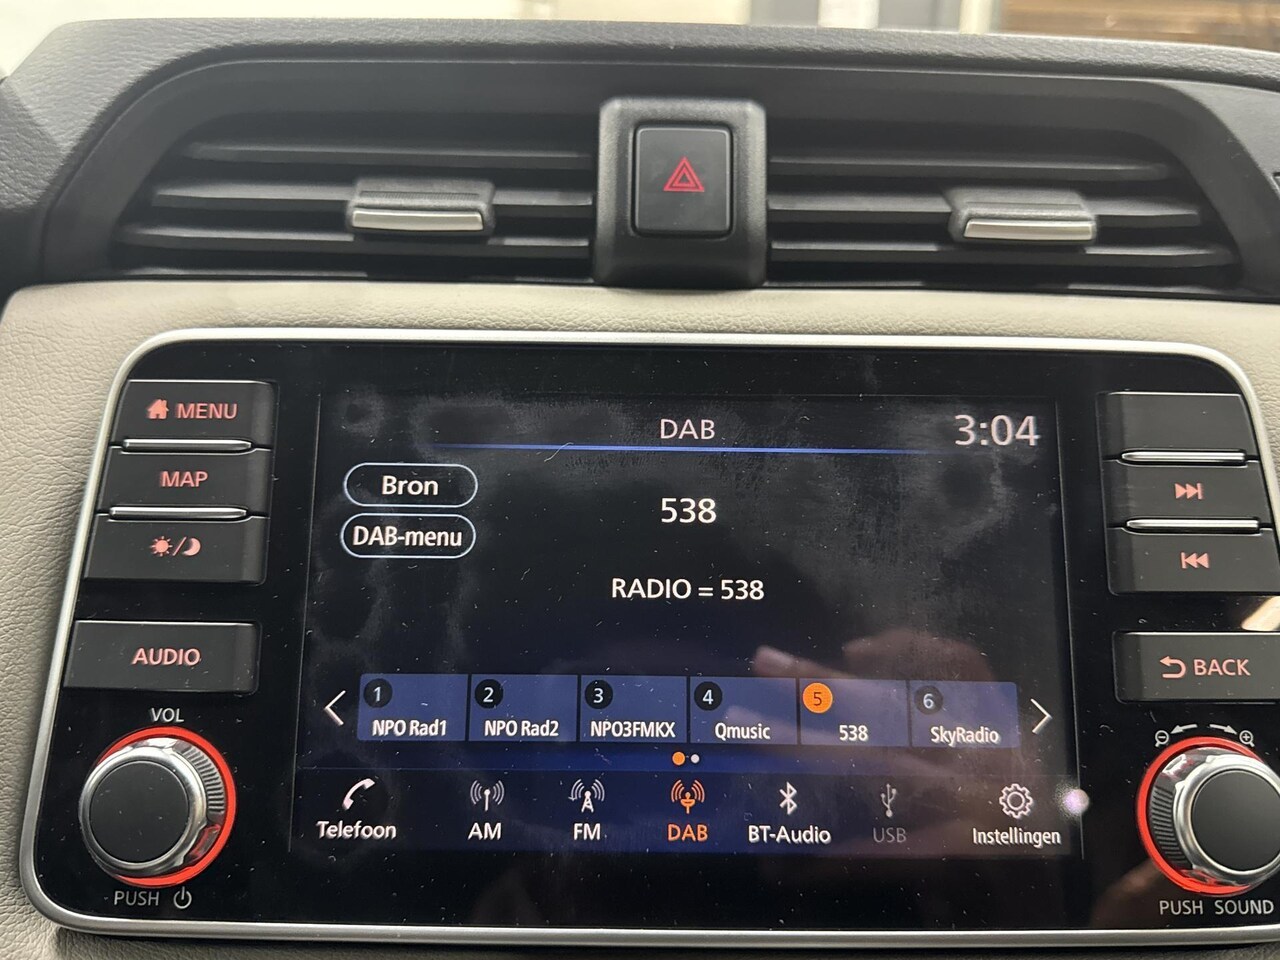 MENU
MAP
AUDIO
VOL
PUSH
DAB
3:04
Bron
DAB-menu
538
RADIO = 538
1
NPO Rad1
2
NPO Rad2
3
NPO3FMKX
4
Qmusic
5
538
6
SkyRadio
Telefoon
AM
FM
DAB
BT-Audio
USB
Instellingen
BACK
PUSH SOUND